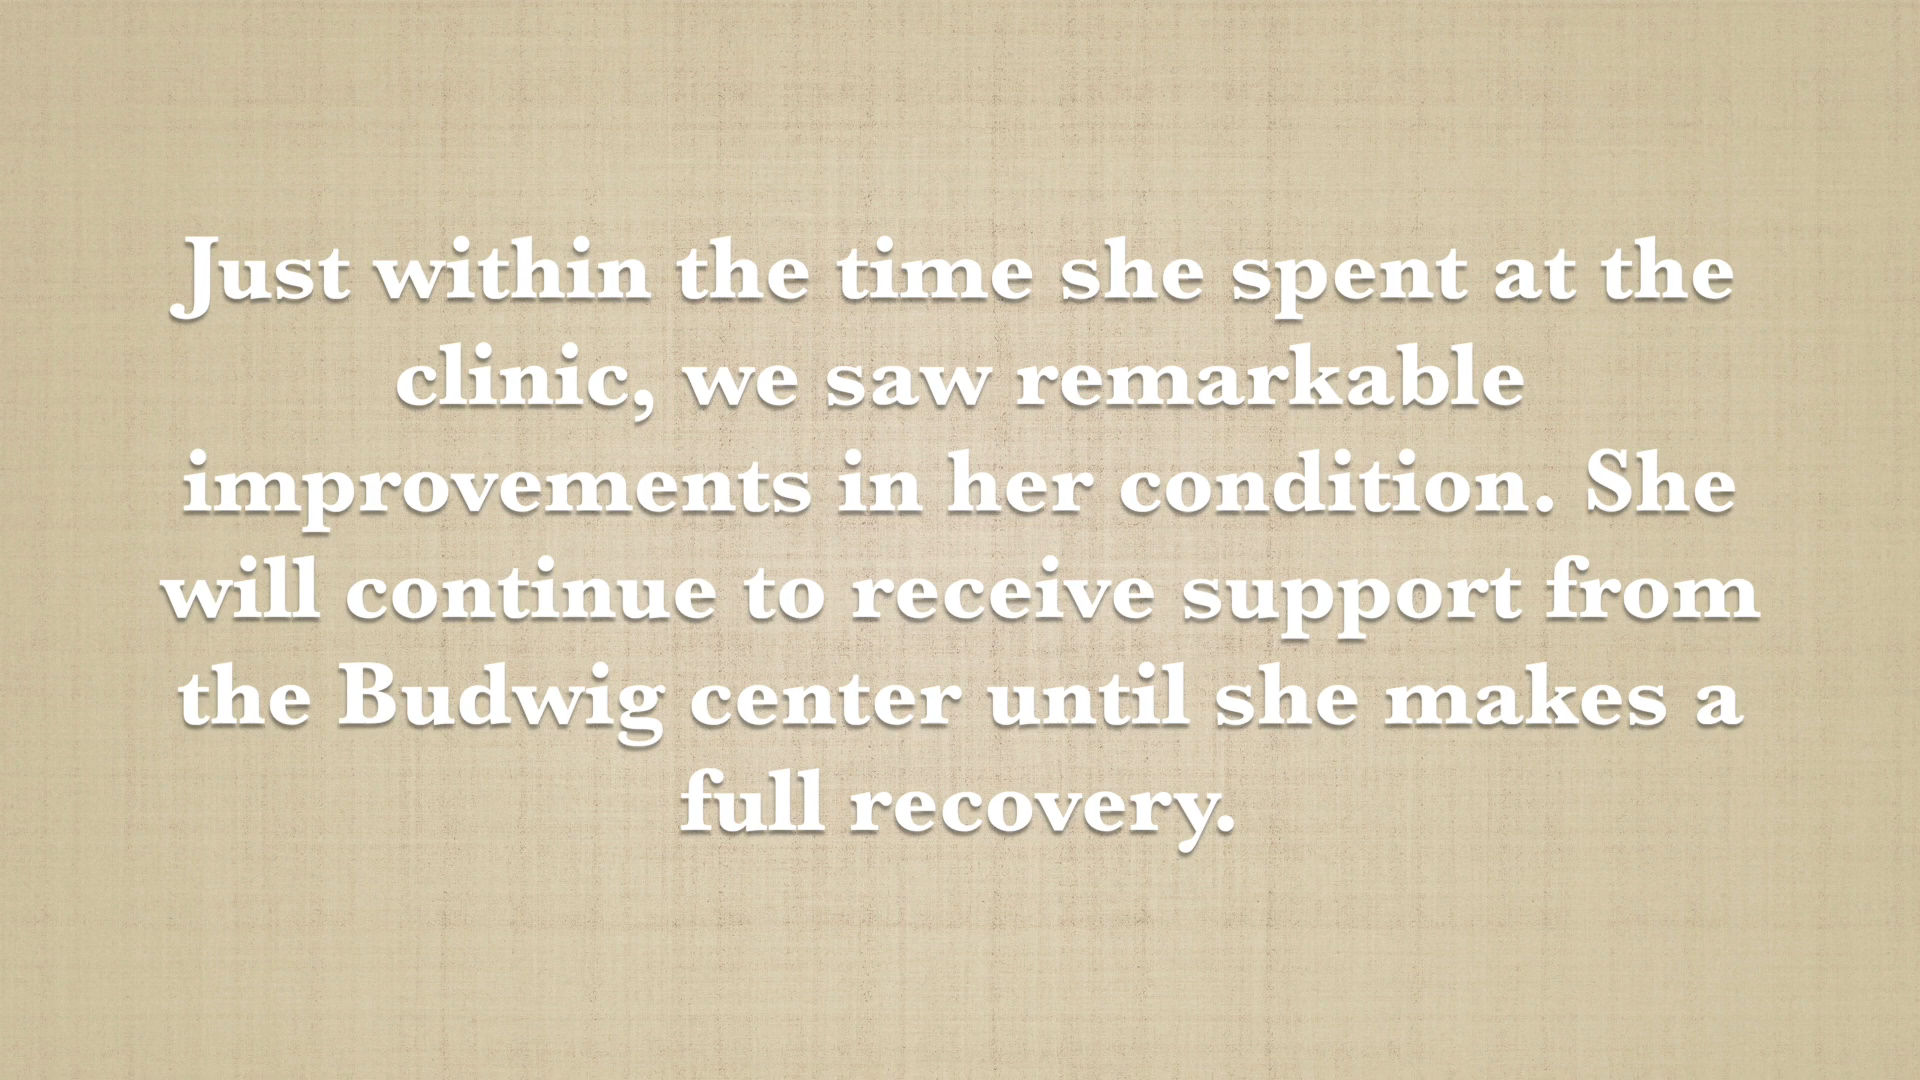 Just within the time she spent at the
clinic, we saw remarkable
improvements in her condition. She
will continue to receive support from
the Budwig center until she makes a
full recovery.